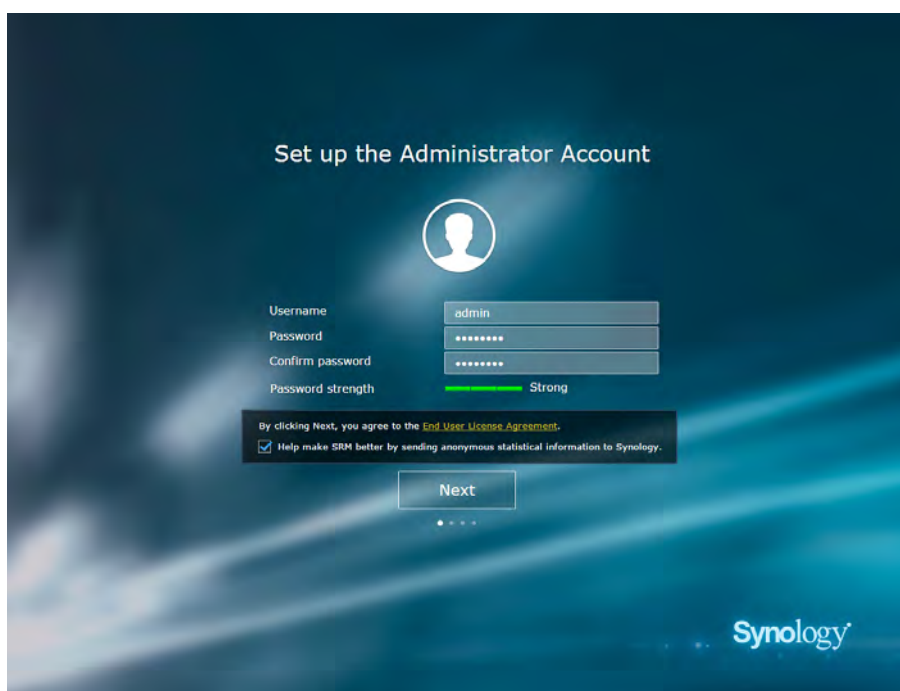 Set up the Administrator Account
Username
admin
Password
••••••••
Confirm password
••••••••
Password strength
Strong
By clicking Next, you agree to the End User License Agreement.
Help make SRM better by sending anonymous statistical information to Synology.
Next
Synology